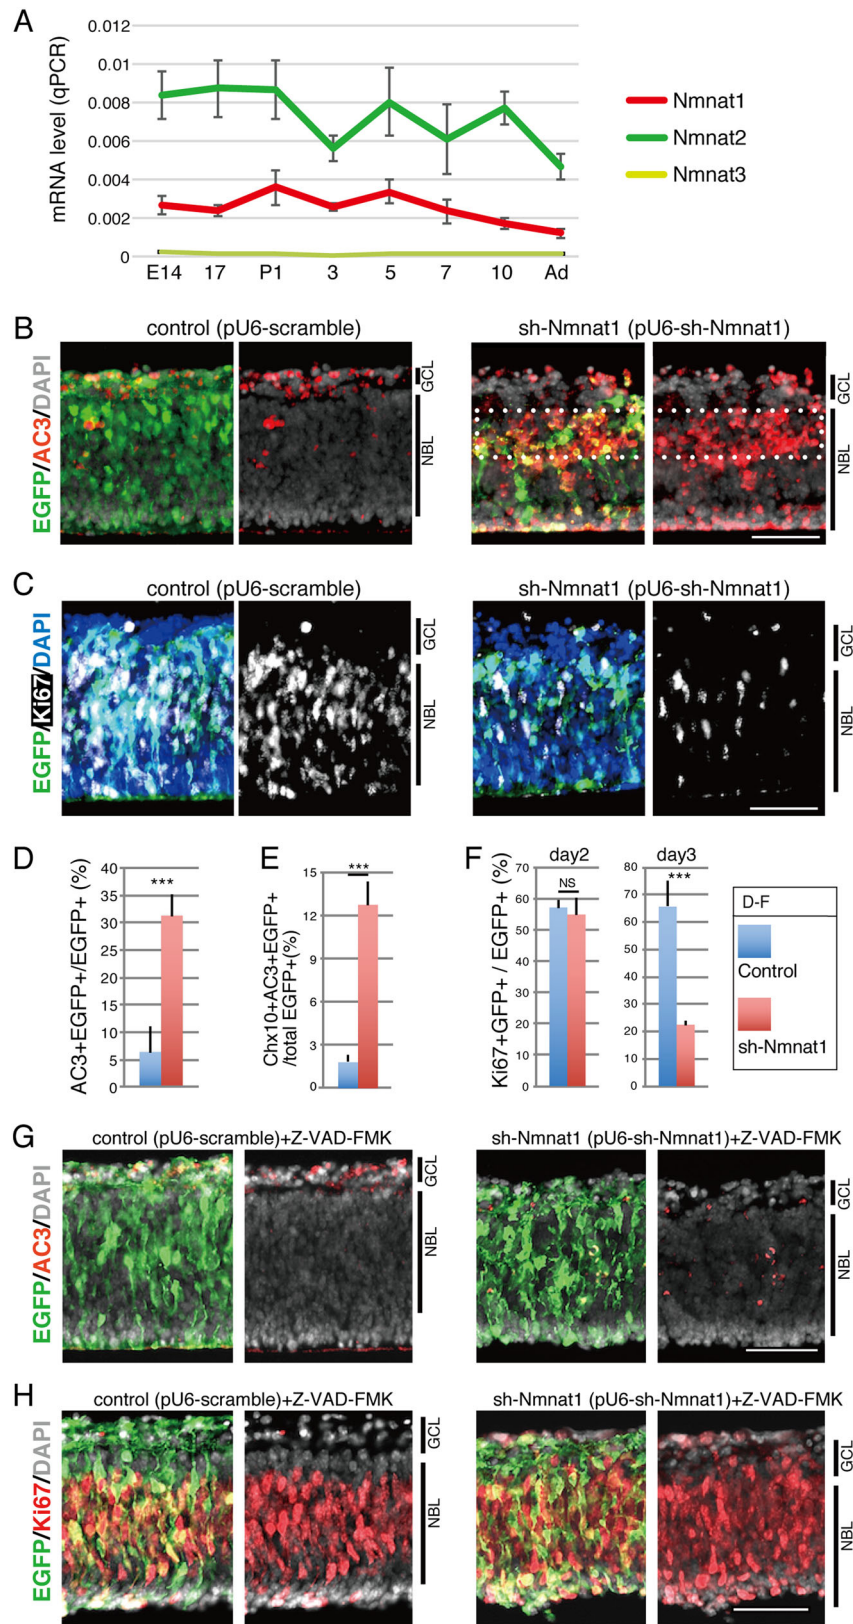 A
mRNA level (qPCR)
0.012
0.01
0.008
0.006
0.004
0.002
0
E14 17 P1 3 5 7 10 Ad
Nmnat1
Nmnat2
Nmnat3
B
control (pU6-scramble)
sh-Nmnat1 (pU6-sh-Nmnat1)
EGFP/AC3/DAPI
GCL
NBL
GCL
NBL
C
control (pU6-scramble)
sh-Nmnat1 (pU6-sh-Nmnat1)
EGFP/Ki67/DAPI
GCL
NBL
GCL
NBL
D
AC3+EGFP+/EGFP+ (%)
40
35
30
25
20
15
10
5
0
***
E
Chx10+AC3+EGFP+
/total EGFP+(%)
15
12
9
6
3
0
***
F
Ki67+GFP+ / EGFP+ (%)
day2
70
60
50
40
30
20
10
0
NS
day3
80
70
60
50
40
30
20
10
0
***
D-F
Control
sh-Nmnat1
G
control (pU6-scramble)+Z-VAD-FMK
sh-Nmnat1 (pU6-sh-Nmnat1)+Z-VAD-FMK
EGFP/AC3/DAPI
GCL
NBL
GCL
NBL
H
control (pU6-scramble)+Z-VAD-FMK
sh-Nmnat1 (pU6-sh-Nmnat1)+Z-VAD-FMK
EGFP/Ki67/DAPI
GCL
NBL
GCL
NBL